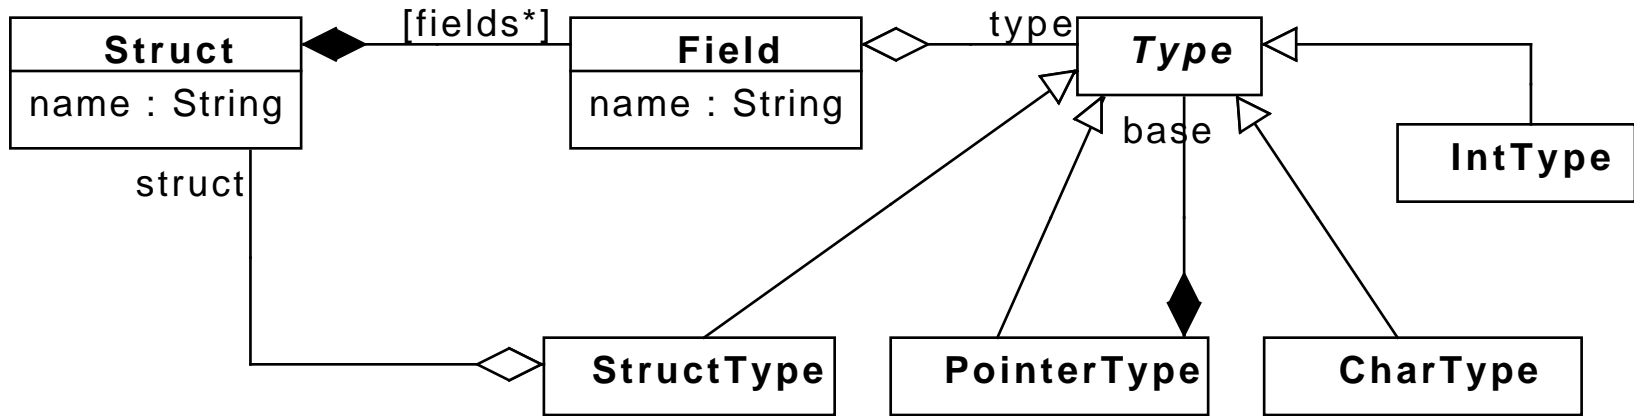 Struct
name : String
[fields*]
Field
name : String
type
Type
base
IntType
struct
StructType
PointerType
CharType